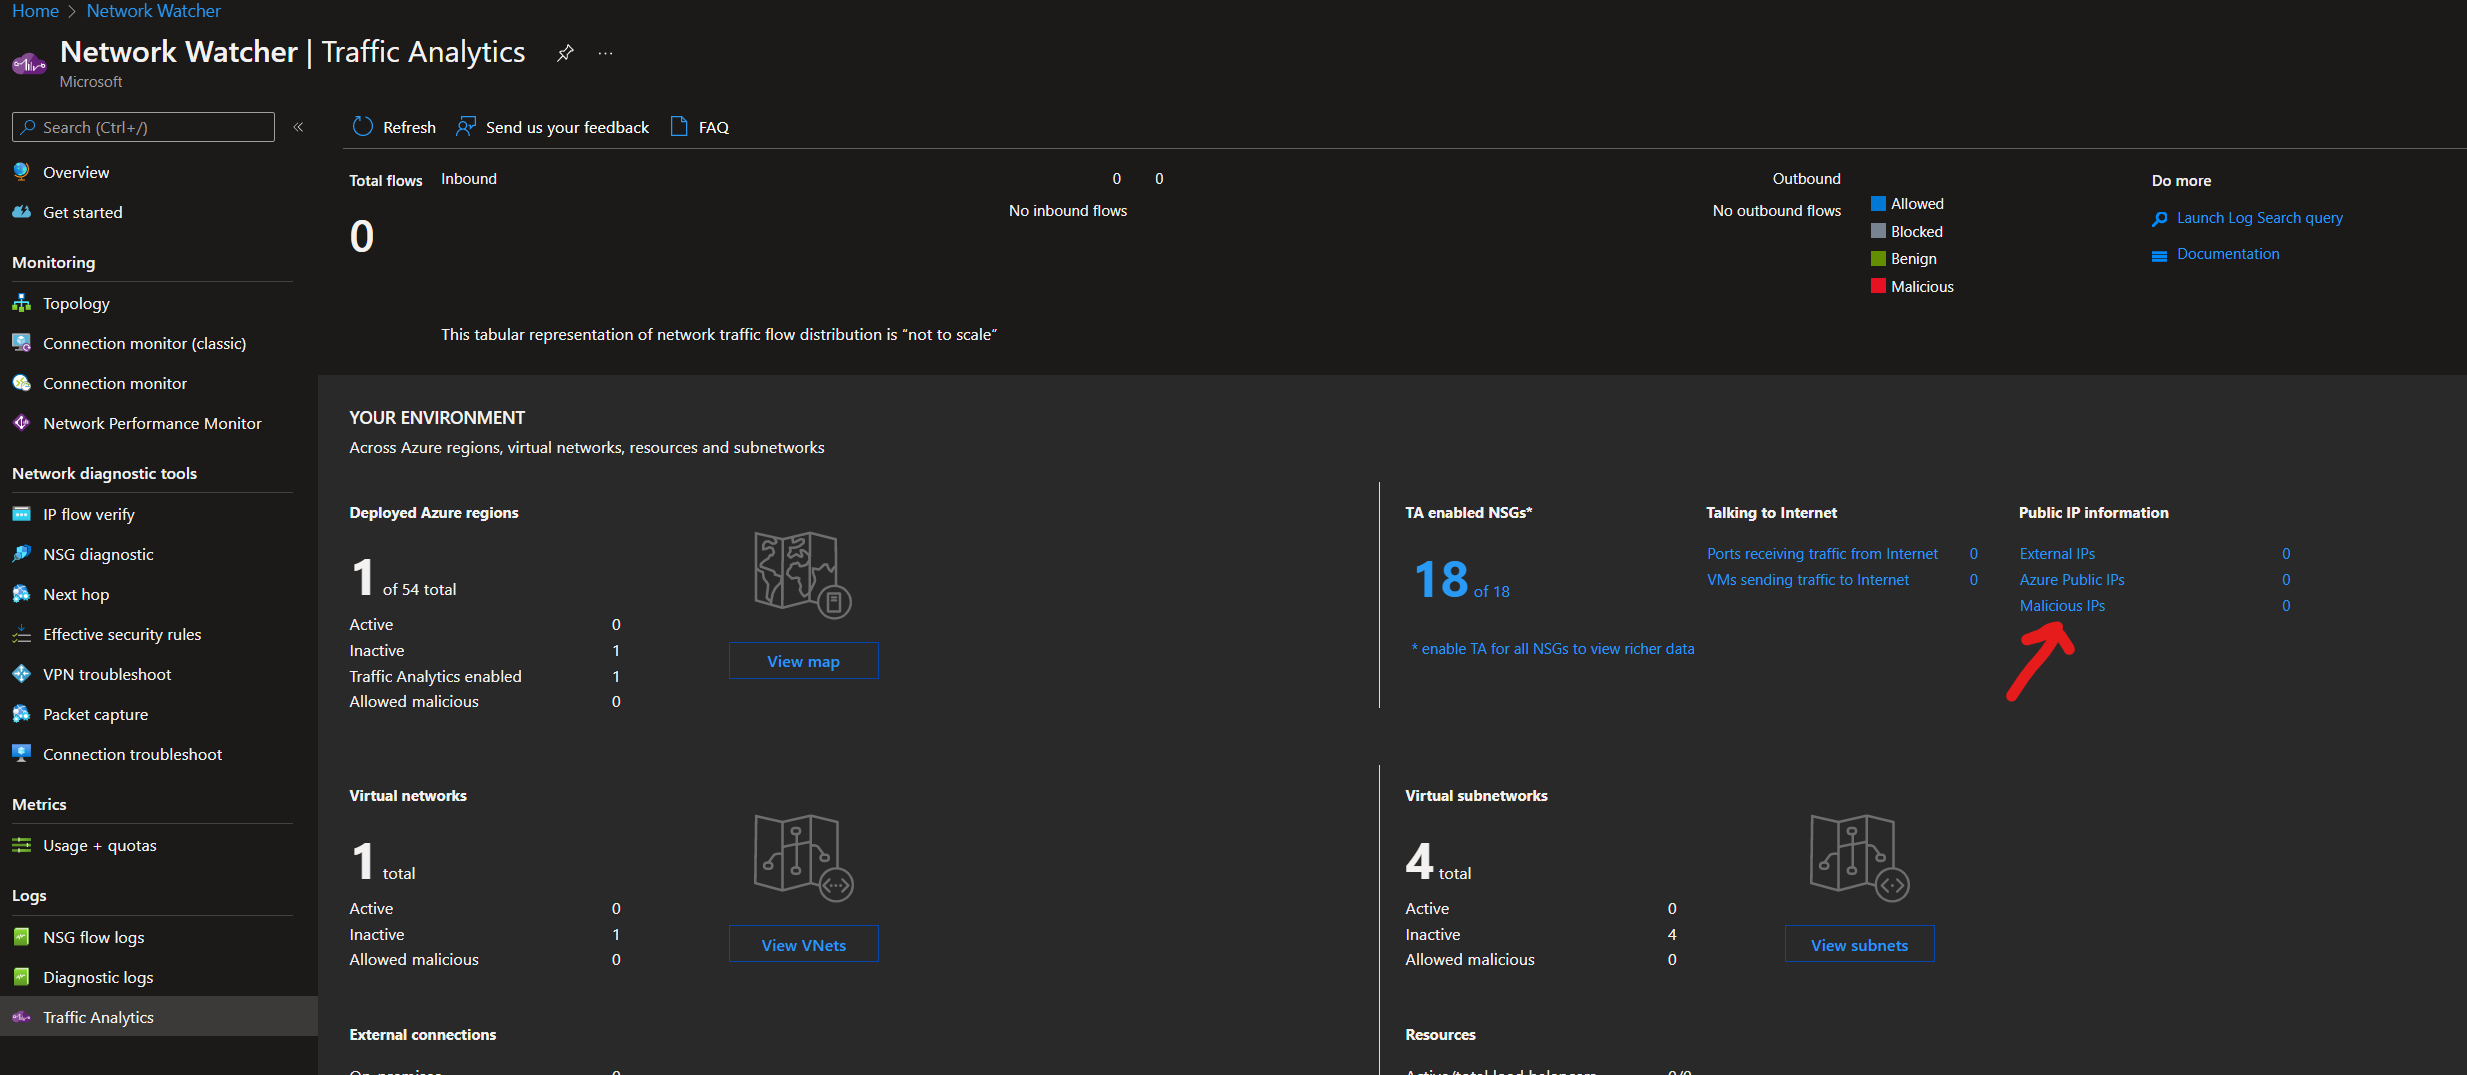 Home > Network Watcher
Network Watcher | Traffic Analytics
...
Microsoft
Search (Ctrl+/)
«
Overview
Get started
Monitoring
Topology
Connection monitor (classic)
Connection monitor
Network Performance Monitor
Network diagnostic tools
IP flow verify
NSG diagnostic
Next hop
Effective security rules
VPN troubleshoot
Packet capture
Connection troubleshoot
Metrics
Usage + quotas
Logs
NSG flow logs
Diagnostic logs
Traffic Analytics
Refresh Send us your feedback FAQ
Total flows
0
Inbound 0 0 Outbound
No inbound flows No outbound flows
Allowed
Blocked
Benign
Malicious
This tabular representation of network traffic flow distribution is “not to scale”
Do more
Launch Log Search query
Documentation
YOUR ENVIRONMENT
Across Azure regions, virtual networks, resources and subnetworks
Deployed Azure regions
1 of 54 total
Active 0
Inactive 1
Traffic Analytics enabled 1
Allowed malicious 0
View map
TA enabled NSGs*
18 of 18
* enable TA for all NSGs to view richer data
Talking to Internet
Ports receiving traffic from Internet 0
VMs sending traffic to Internet 0
Public IP information
External IPs 0
Azure Public IPs 0
Malicious IPs 0
Virtual networks
1 total
Active 0
Inactive 1
Allowed malicious 0
View VNets
Virtual subnetworks
4 total
Active 0
Inactive 4
Allowed malicious 0
View subnets
External connections
On-premises 0
Resources
Active/total load balancers 0/0